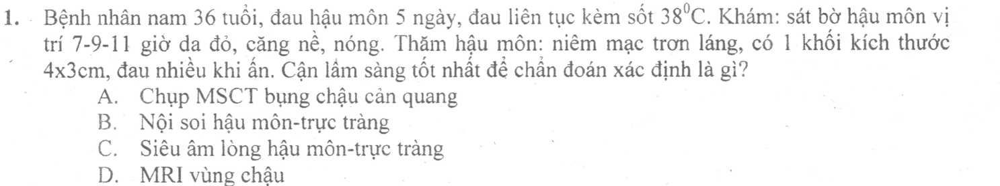 1. Bệnh nhân nam 36 tuổi, đau hậu môn 5 ngày, đau liên tục kèm sốt 38⁰C. Khám: sát bờ hậu môn vị
trí 7-9-11 giờ da đỏ, căng nề, nóng. Thăm hậu môn: niêm mạc trơn láng, có 1 khối kích thước
4x3cm, đau nhiều khi ấn. Cận lâm sàng tốt nhất để chẩn đoán xác định là gì?
A. Chụp MSCT bụng chậu cản quang
B. Nội soi hậu môn-trực tràng
C. Siêu âm lòng hậu môn-trực tràng
D. MRI vùng chậu